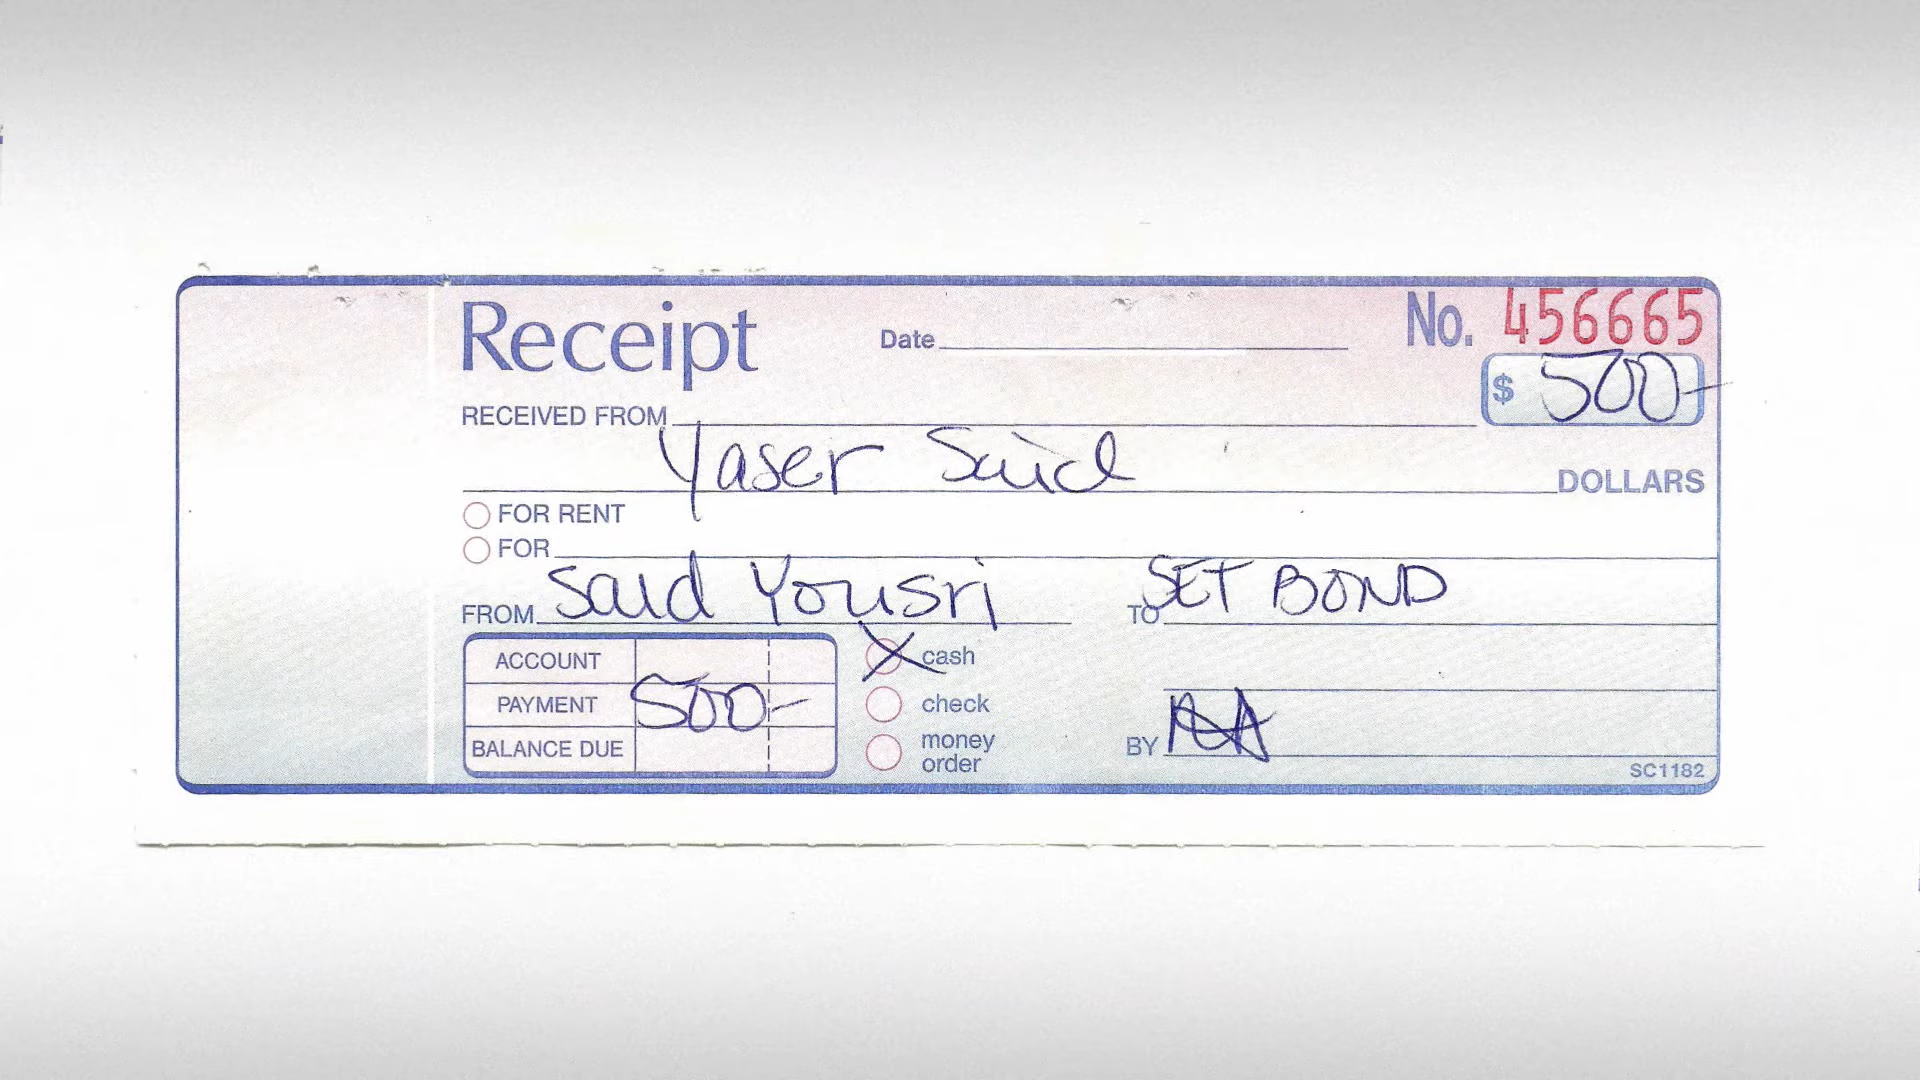 Receipt Date No. 456665
$ 500-
RECEIVED FROM
Yaser Said DOLLARS
FOR RENT
FOR
FROM Said Yousri TO SET BOND
ACCOUNT cash
PAYMENT 500- check
BALANCE DUE money order
BY
SC1182